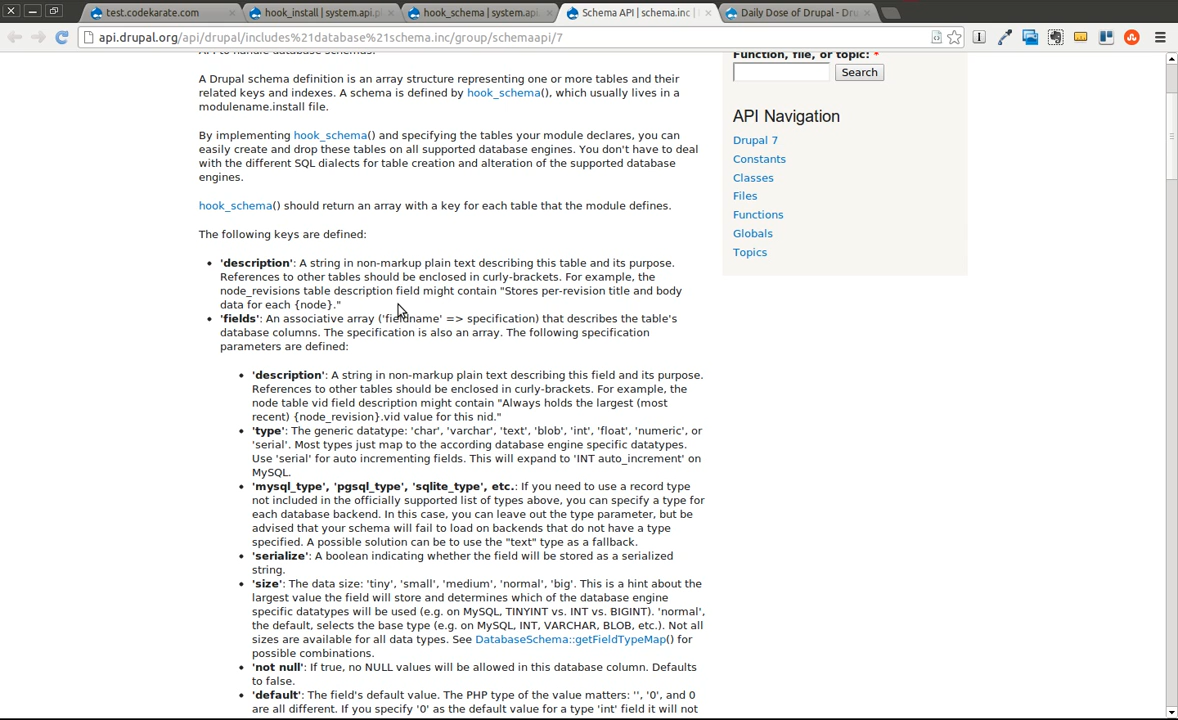 test.codekarate.com
hook_install | system.api.p
hook_schema | system.api
Schema API | schema.inc |
Daily Dose of Drupal - Dru
api.drupal.org/api/drupal/includes%21database%21schema.inc/group/schemaapi/7
API to handle database schemas.
A Drupal schema definition is an array structure representing one or more tables and their
related keys and indexes. A schema is defined by hook_schema(), which usually lives in a
modulename.install file.
By implementing hook_schema() and specifying the tables your module declares, you can
easily create and drop these tables on all supported database engines. You don't have to deal
with the different SQL dialects for table creation and alteration of the supported database
engines.
hook_schema() should return an array with a key for each table that the module defines.
The following keys are defined:
• 'description': A string in non-markup plain text describing this table and its purpose.
References to other tables should be enclosed in curly-brackets. For example, the
node_revisions table description field might contain "Stores per-revision title and body
data for each {node}."
• 'fields': An associative array ('fieldname' => specification) that describes the table's
database columns. The specification is also an array. The following specification
parameters are defined:
• 'description': A string in non-markup plain text describing this field and its purpose.
References to other tables should be enclosed in curly-brackets. For example, the
node table vid field description might contain "Always holds the largest (most
recent) {node_revision}.vid value for this nid."
• 'type': The generic datatype: 'char', 'varchar', 'text', 'blob', 'int', 'float', 'numeric', or
'serial'. Most types just map to the according database engine specific datatypes.
Use 'serial' for auto incrementing fields. This will expand to 'INT auto_increment' on
MySQL.
• 'mysql_type', 'pgsql_type', 'sqlite_type', etc.: If you need to use a record type
not included in the officially supported list of types above, you can specify a type for
each database backend. In this case, you can leave out the type parameter, but be
advised that your schema will fail to load on backends that do not have a type
specified. A possible solution can be to use the "text" type as a fallback.
• 'serialize': A boolean indicating whether the field will be stored as a serialized
string.
• 'size': The data size: 'tiny', 'small', 'medium', 'normal', 'big'. This is a hint about the
largest value the field will store and determines which of the database engine
specific datatypes will be used (e.g. on MySQL, TINYINT vs. INT vs. BIGINT). 'normal',
the default, selects the base type (e.g. on MySQL, INT, VARCHAR, BLOB, etc.). Not all
sizes are available for all data types. See DatabaseSchema::getFieldTypeMap() for
possible combinations.
• 'not null': If true, no NULL values will be allowed in this database column. Defaults
to false.
• 'default': The field's default value. The PHP type of the value matters: '', '0', and 0
are all different. If you specify '0' as the default value for a type 'int' field it will not
Function, file, or topic: *
Search
API Navigation
Drupal 7
Constants
Classes
Files
Functions
Globals
Topics